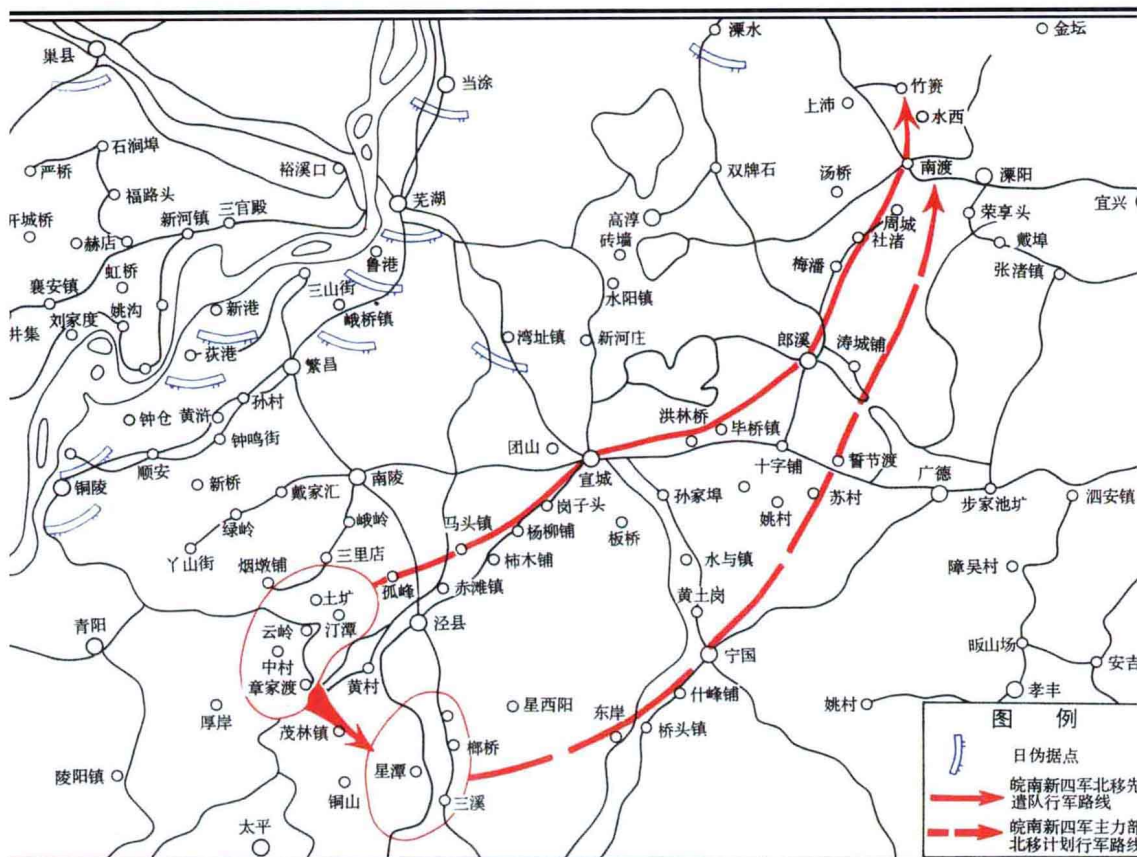 巢县
当涂
溧水
金坛
竹箦
上沛
水西
石涧埠
严桥
裕溪口
福路头
双牌石
汤桥
南渡
溧阳
宜兴
三官殿
新河镇
芜湖
高淳
周城
杜渚
荣享头
开城桥
赫店
鲁港
砖墙
戴埠
梅潘
张渚镇
虹桥
襄安镇
三山街
水阳镇
新港
姚沟
峨桥镇
井集
刘家度
湾址镇
新河庄
郎溪
涛城铺
荻港
繁昌
钟仓
黄浒
孙村
洪林桥
毕桥镇
钟鸣街
团山
顺安
宣城
十字铺
誓节渡
铜陵
新桥
戴家汇
南陵
广德
孙家埠
步家池圹
泗安镇
岗子头
姚村
苏村
绿岭
峨岭
马头镇
杨柳铺
板桥
丫山街
三里店
烟墩铺
柿木铺
水与镇
障吴村
孤峰
赤滩镇
土圹
黄土岗
汀潭
云岭
泾县
青阳
中村
宁国
畈山场
安吉
章家渡
黄村
什峰铺
孝丰
姚村
厚岸
星西阳
东岸
茂林镇
桥头镇
榔桥
陵阳镇
星潭
铜山
三溪
太平
图 例
日伪据点
皖南新四军北移先
遣队行军路线
皖南新四军主力部
北移计划行军路线